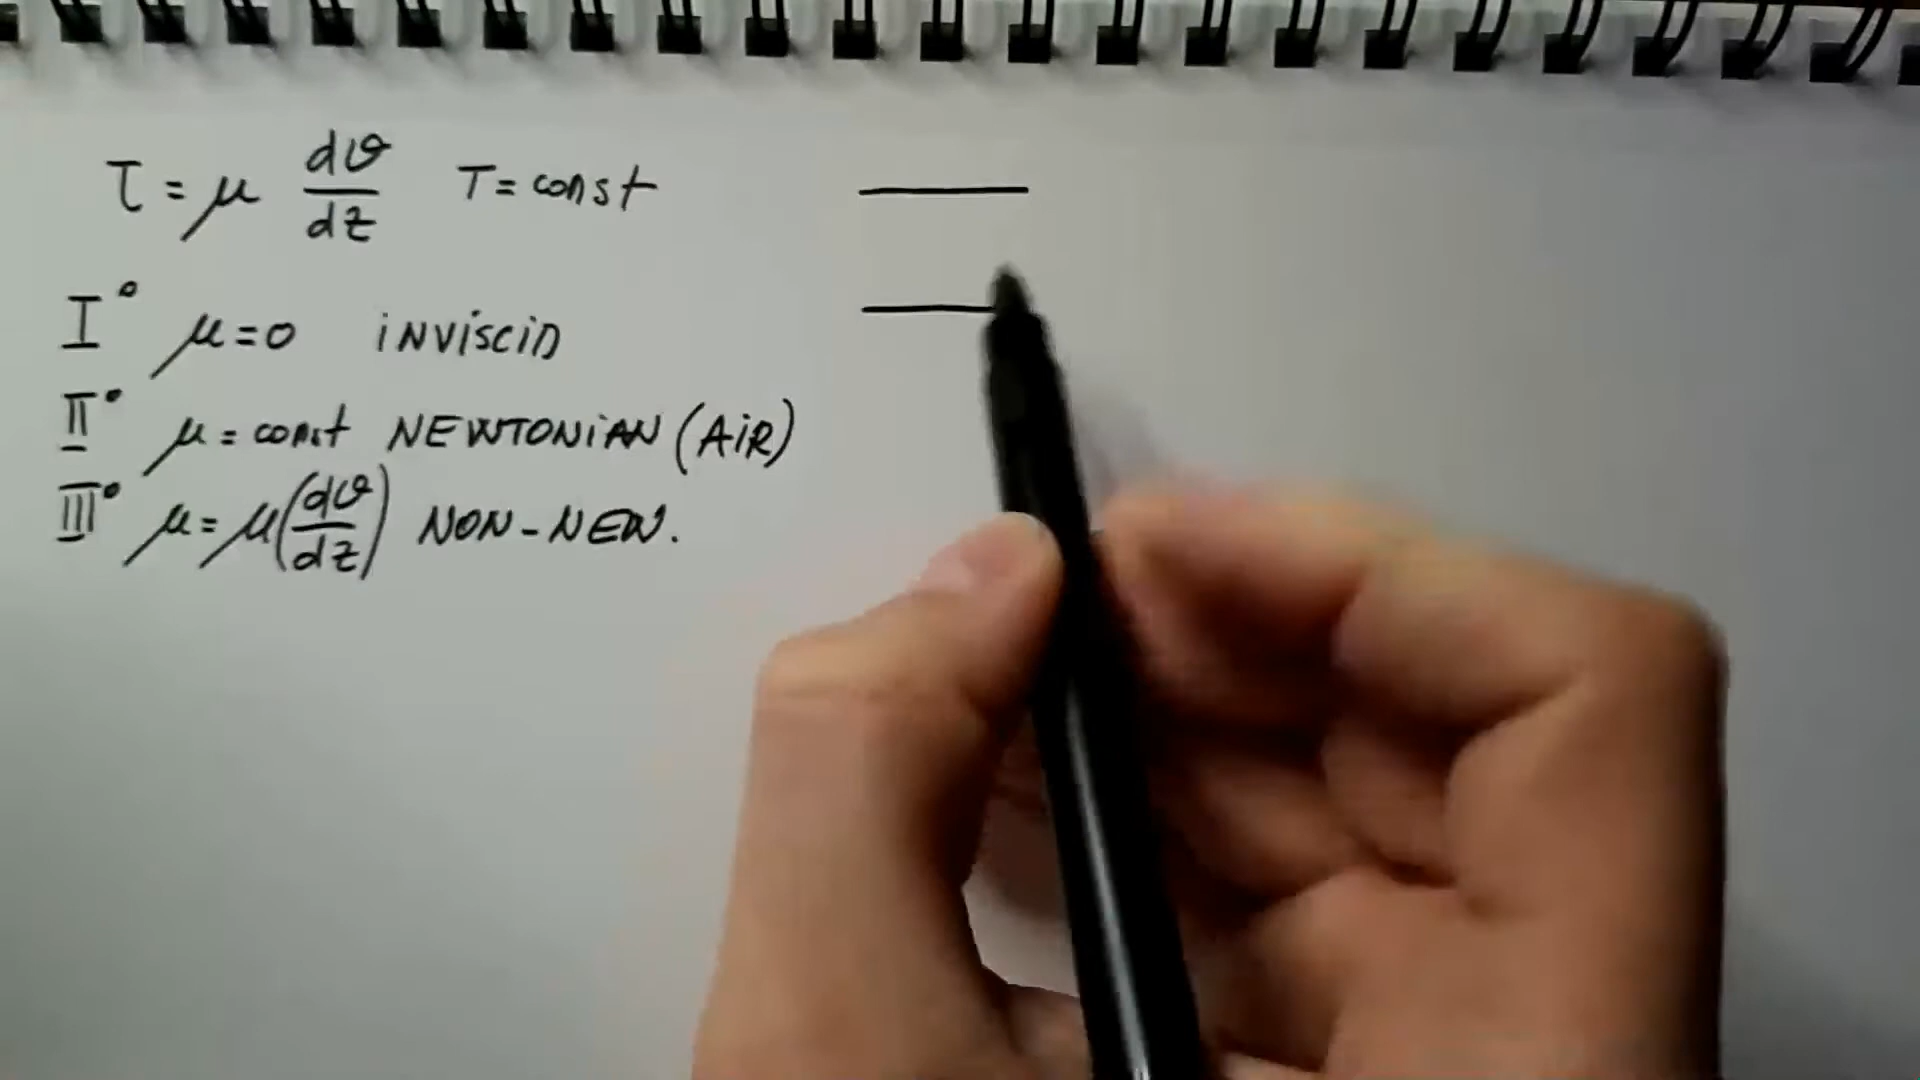 τ = μ dϑ/dz T = const
I° μ = 0 INVISCID
II° μ = const NEWTONIAN (AIR)
III° μ = μ(dϑ/dz) NON-NEW.